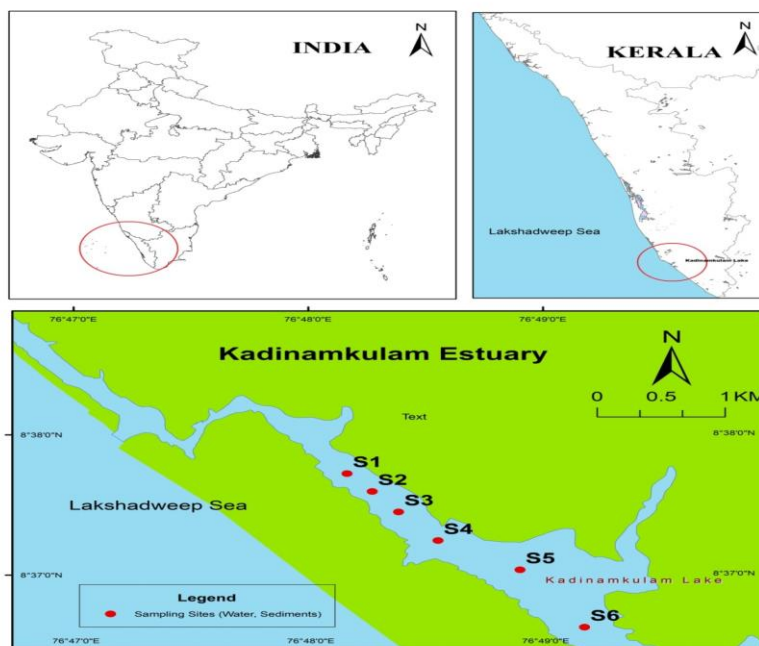 INDIA
N
KERALA
N
Lakshadweep Sea
Kadinamkulam Lake
76°47'0"E
76°48'0"E
76°49'0"E
Kadinamkulam Estuary
N
0 0.5 1 KM
Text
8°38'0"N
8°38'0"N
S1
S2
S3
S4
S5
S6
Lakshadweep Sea
Kadinamkulam Lake
8°37'0"N
8°37'0"N
Legend
Sampling Sites (Water, Sediments)
76°47'0"E
76°48'0"E
76°49'0"E